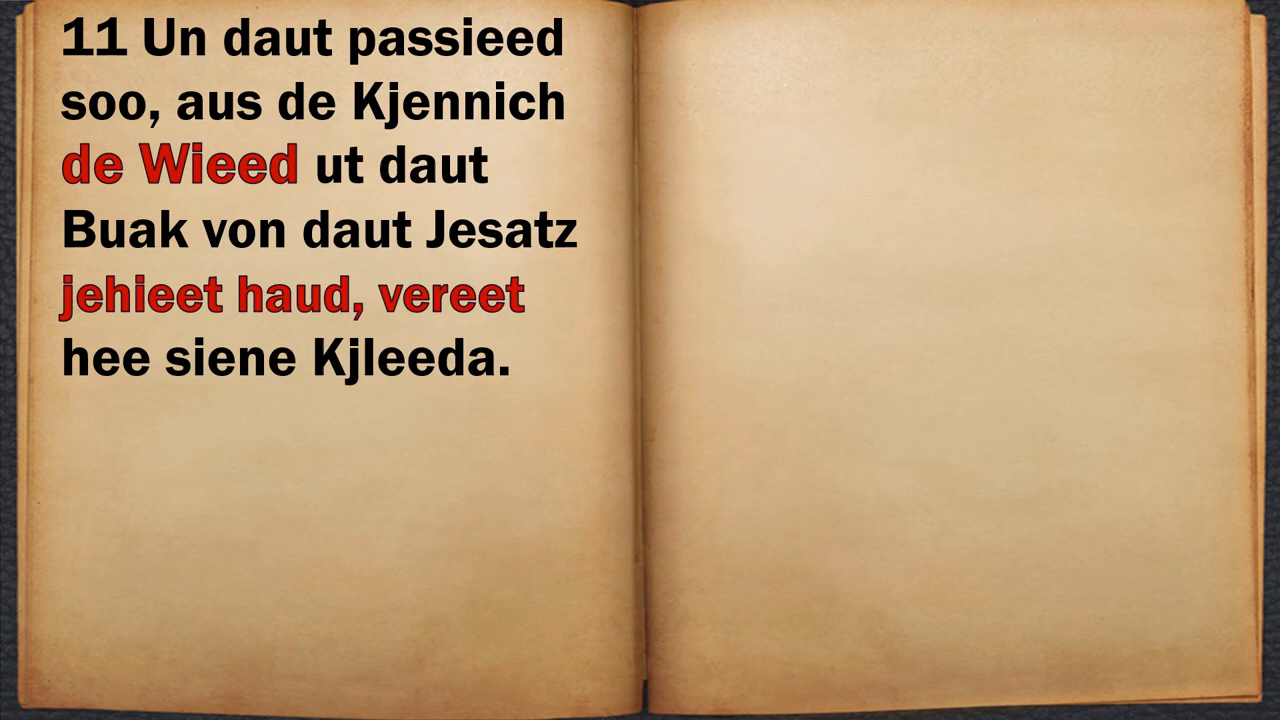 11 Un daut passieed
soo, aus de Kjennich
de Wieed ut daut
Buak von daut Jesatz
jehieet haud, vereet
hee siene Kjleeda.